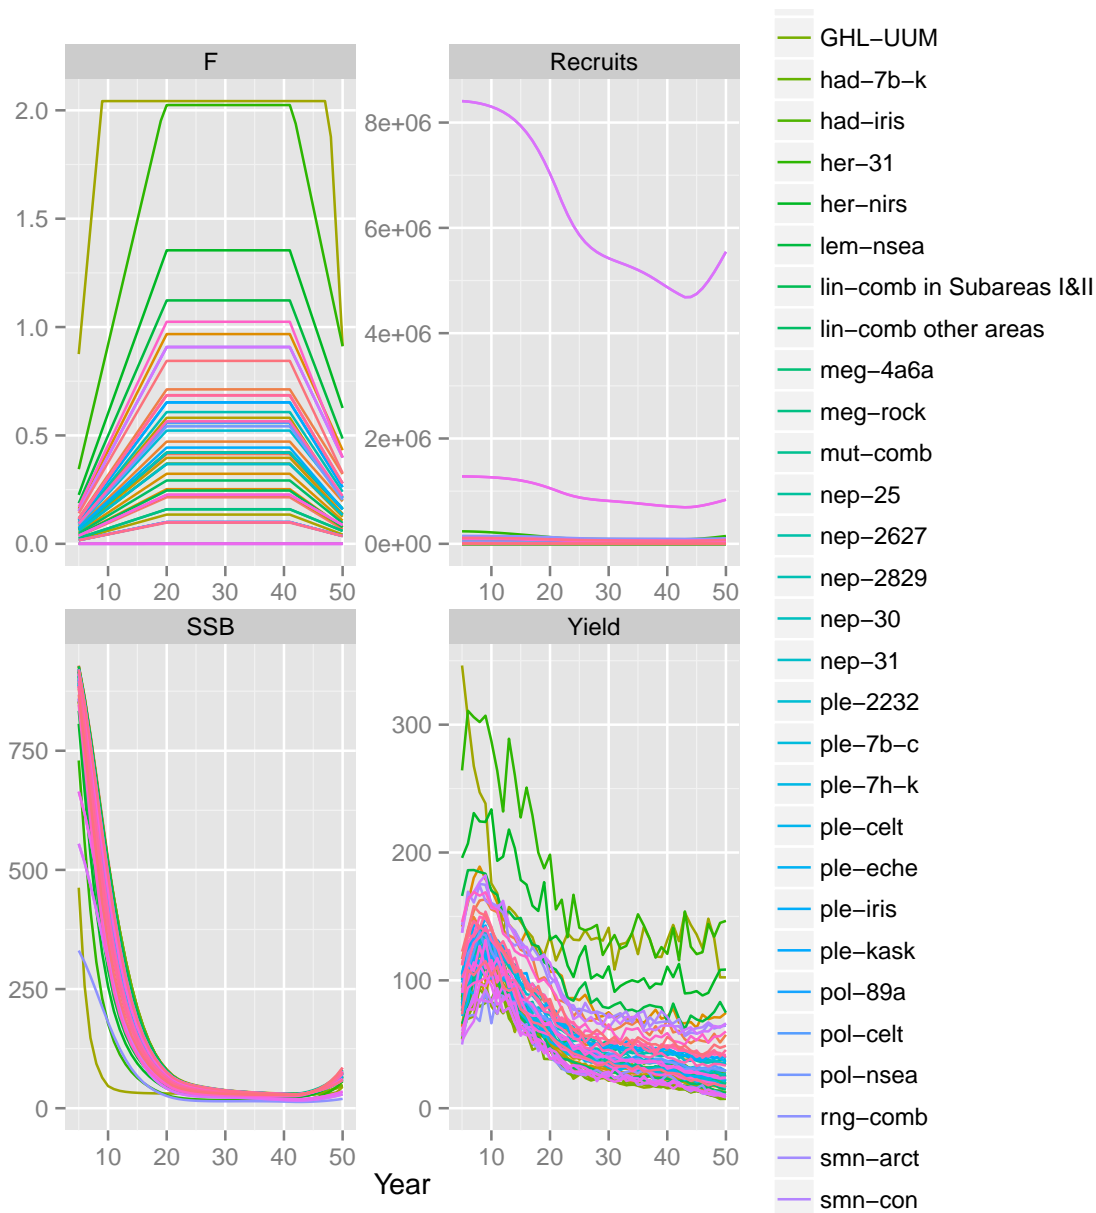 F
Recruits
2.0
1.5
1.0
0.5
0.0
8e+06
6e+06
4e+06
2e+06
0e+00
10 20 30 40 50
10 20 30 40 50
SSB
Yield
750
500
250
0
300
200
100
0
10 20 30 40 50
10 20 30 40 50
Year
GHL−UUM
had−7b−k
had−iris
her−31
her−nirs
lem−nsea
lin−comb in Subareas I&II
lin−comb other areas
meg−4a6a
meg−rock
mut−comb
nep−25
nep−2627
nep−2829
nep−30
nep−31
ple−2232
ple−7b−c
ple−7h−k
ple−celt
ple−eche
ple−iris
ple−kask
pol−89a
pol−celt
pol−nsea
rng−comb
smn−arct
smn−con